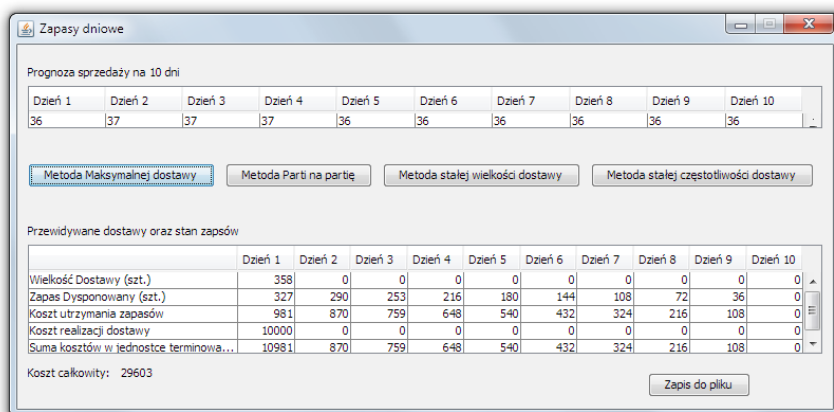 Zapasy dniowe
Prognoza sprzedaży na 10 dni
Dzień 1 Dzień 2 Dzień 3 Dzień 4 Dzień 5 Dzień 6 Dzień 7 Dzień 8 Dzień 9 Dzień 10
36 37 37 37 36 36 36 36 36 36
Metoda Maksymalnej dostawy Metoda Parti na partię Metoda stałej wielkości dostawy Metoda stałej częstotliwości dostawy
Przewidywane dostawy oraz stan zapsów
Dzień 1 Dzień 2 Dzień 3 Dzień 4 Dzień 5 Dzień 6 Dzień 7 Dzień 8 Dzień 9 Dzień 10
Wielkość Dostawy (szt.) 358 0 0 0 0 0 0 0 0 0
Zapas Dysponowany (szt.) 327 290 253 216 180 144 108 72 36 0
Koszt utrzymania zapasów 981 870 759 648 540 432 324 216 108 0
Koszt realizacji dostawy 10000 0 0 0 0 0 0 0 0 0
Suma kosztów w jednostce terminowa... 10981 870 759 648 540 432 324 216 108 0
Koszt całkowity: 29603
Zapis do pliku